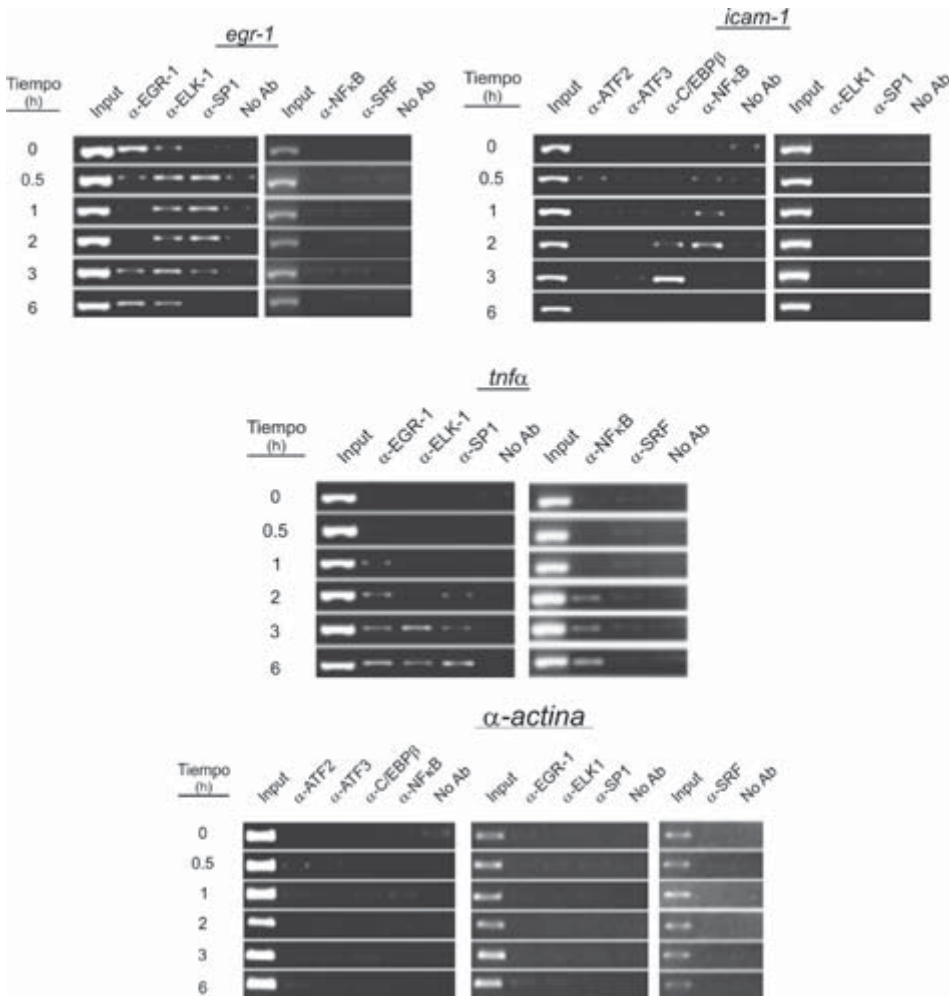 egr-1
Tiempo
(h)
Input
α-EGR-1
α-ELK-1
α-SP1
No Ab
Input
α-NFκB
α-SRF
No Ab
0
0.5
1
2
3
6
icam-1
Tiempo
(h)
Input
α-ATF2
α-ATF3
α-C/EBPβ
α-NFκB
No Ab
Input
α-ELK1
α-SP1
No Ab
0
0.5
1
2
3
6
tnfα
Tiempo
(h)
Input
α-EGR-1
α-ELK-1
α-SP1
No Ab
Input
α-NFκB
α-SRF
No Ab
0
0.5
1
2
3
6
α-actina
Tiempo
(h)
Input
α-ATF2
α-ATF3
α-C/EBPβ
α-NFκB
No Ab
Input
α-EGR-1
α-ELK1
α-SP1
No Ab
Input
α-SRF
No Ab
0
0.5
1
2
3
6